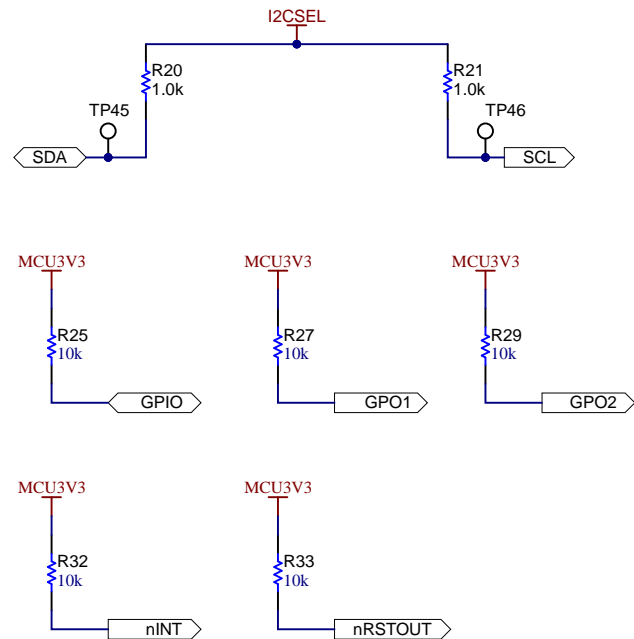 I2CSEL
R20
1.0k
R21
1.0k
TP45
TP46
SDA
SCL
MCU3V3
MCU3V3
MCU3V3
R25
10k
R27
10k
R29
10k
GPIO
GPO1
GPO2
MCU3V3
MCU3V3
R32
10k
R33
10k
nINT
nRSTOUT